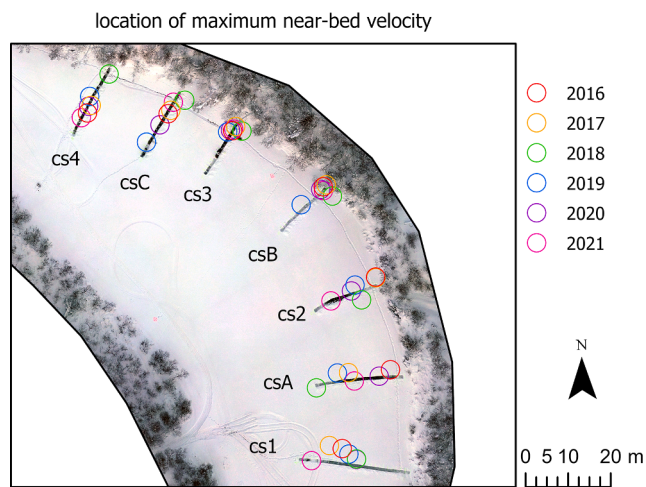 location of maximum near-bed velocity
2016
2017
2018
2019
2020
2021
cs4
csC
cs3
csB
cs2
csA
cs1
N
0 5 10 20 m